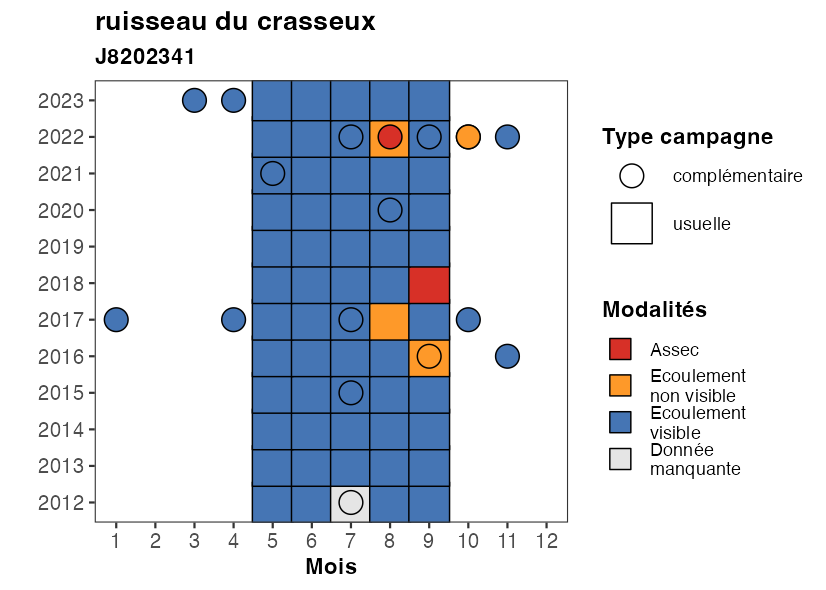 ruisseau du crasseux
J8202341
2023
2022
2021
2020
2019
2018
2017
2016
2015
2014
2013
2012
1 2 3 4 5 6 7 8 9 10 11 12
Mois
Type campagne
complémentaire
usuelle
Modalités
Assec
Ecoulement
non visible
Ecoulement
visible
Donnée
manquante